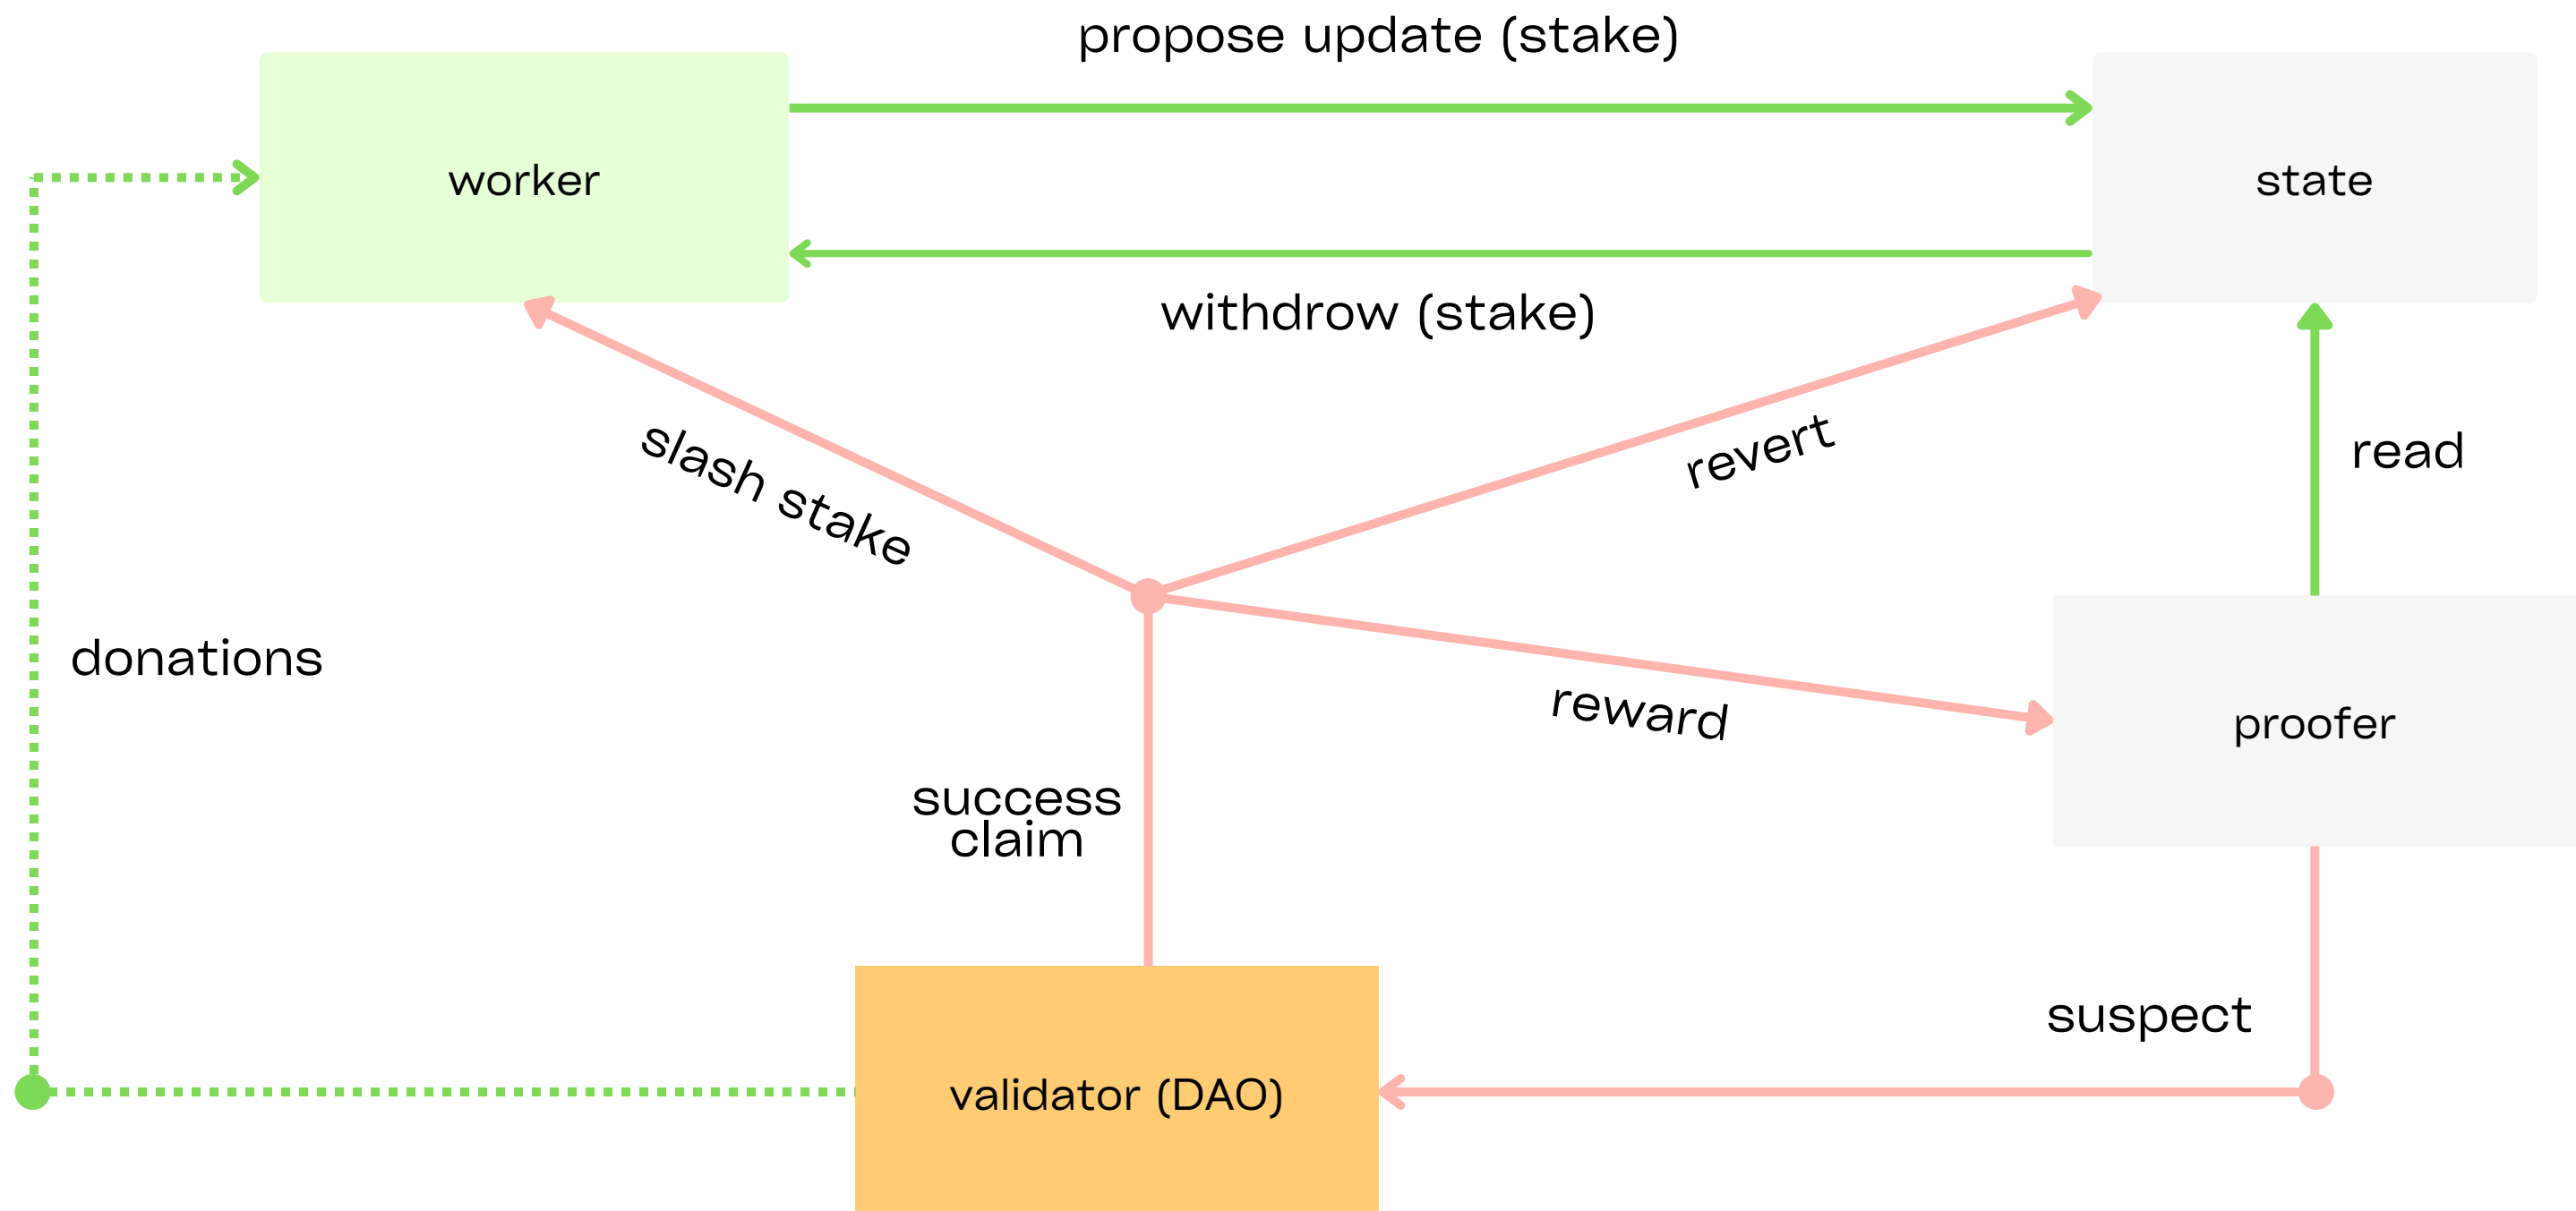 propose update (stake)
worker
state
withdrow (stake)
slash stake
revert
read
donations
reward
proofer
success
claim
suspect
validator (DAO)